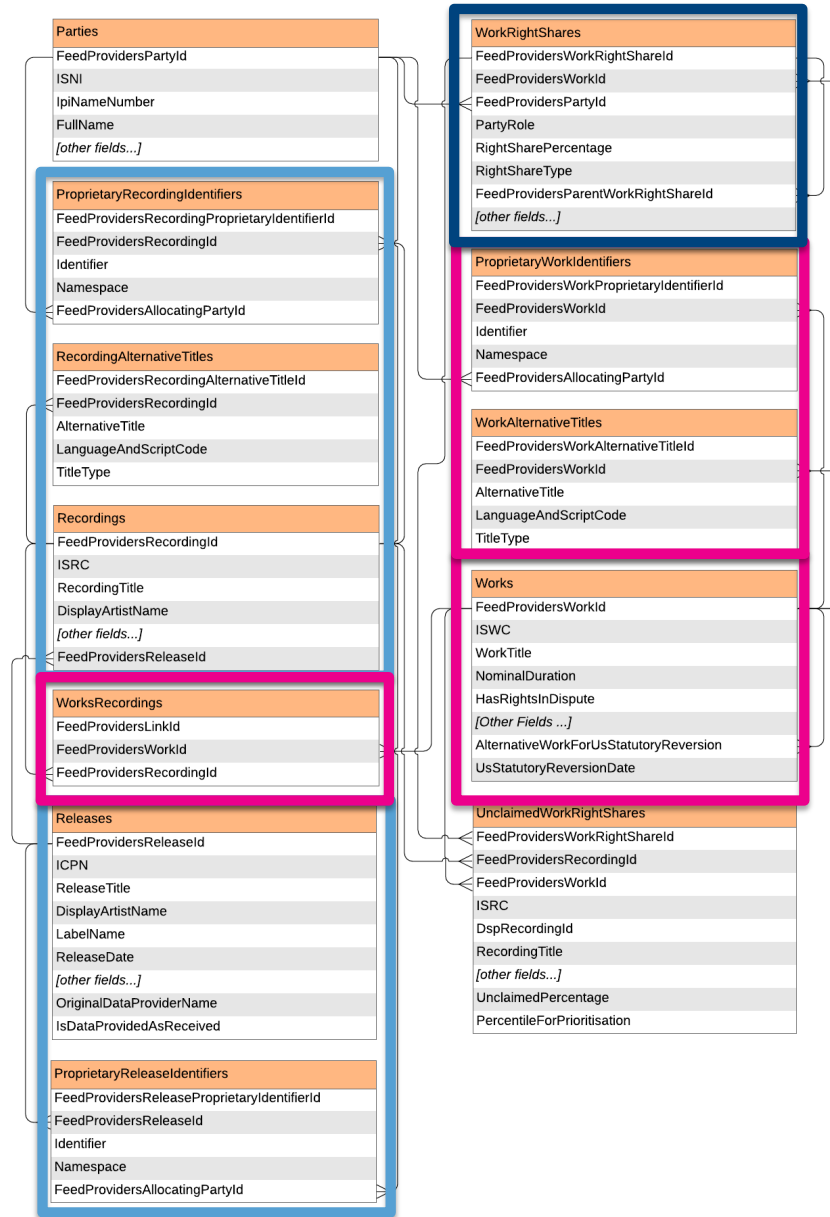 Parties
FeedProvidersPartyId
ISNI
IpiNameNumber
FullName
[other fields...]
ProprietaryRecordingIdentifiers
FeedProvidersRecordingProprietaryIdentifierId
FeedProvidersRecordingId
Identifier
Namespace
FeedProvidersAllocatingPartyId
RecordingAlternativeTitles
FeedProvidersRecordingAlternativeTitleId
FeedProvidersRecordingId
AlternativeTitle
LanguageAndScriptCode
TitleType
Recordings
FeedProvidersRecordingId
ISRC
RecordingTitle
DisplayArtistName
[other fields...]
FeedProvidersReleaseId
WorksRecordings
FeedProvidersLinkId
FeedProvidersWorkId
FeedProvidersRecordingId
Releases
FeedProvidersReleaseId
ICPN
ReleaseTitle
DisplayArtistName
LabelName
ReleaseDate
[other fields...]
OriginalDataProviderName
IsDataProvidedAsReceived
ProprietaryReleaseIdentifiers
FeedProvidersReleaseProprietaryIdentifierId
FeedProvidersReleaseId
Identifier
Namespace
FeedProvidersAllocatingPartyId
WorkRightShares
FeedProvidersWorkRightShareId
FeedProvidersWorkId
FeedProvidersPartyId
PartyRole
RightSharePercentage
RightShareType
FeedProvidersParentWorkRightShareId
[other fields...]
ProprietaryWorkIdentifiers
FeedProvidersWorkProprietaryIdentifierId
FeedProvidersWorkId
Identifier
Namespace
FeedProvidersAllocatingPartyId
WorkAlternativeTitles
FeedProvidersWorkAlternativeTitleId
FeedProvidersWorkId
AlternativeTitle
LanguageAndScriptCode
TitleType
Works
FeedProvidersWorkId
ISWC
WorkTitle
NominalDuration
HasRightsInDispute
[Other Fields ...]
AlternativeWorkForUsStatutoryReversion
UsStatutoryReversionDate
UnclaimedWorkRightShares
FeedProvidersWorkRightShareId
FeedProvidersRecordingId
FeedProvidersWorkId
ISRC
DspRecordingId
RecordingTitle
[other fields...]
UnclaimedPercentage
PercentileForPrioritisation